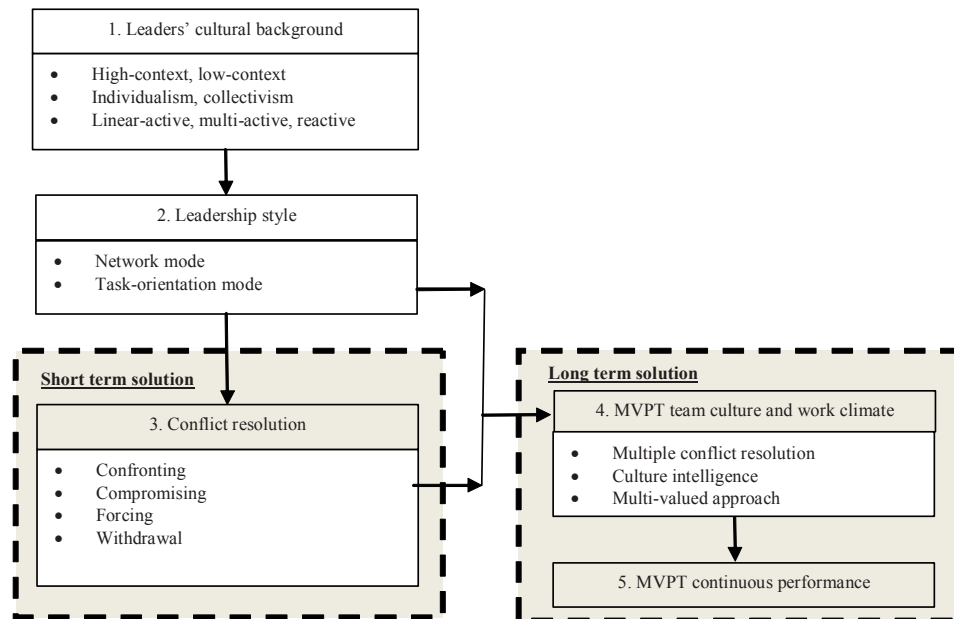 1. Leaders' cultural background
• High-context, low-context
• Individualism, collectivism
• Linear-active, multi-active, reactive
2. Leadership style
• Network mode
• Task-orientation mode
Short term solution
3. Conflict resolution
• Confronting
• Compromising
• Forcing
• Withdrawal
Long term solution
4. MVPT team culture and work climate
• Multiple conflict resolution
• Culture intelligence
• Multi-valued approach
5. MVPT continuous performance